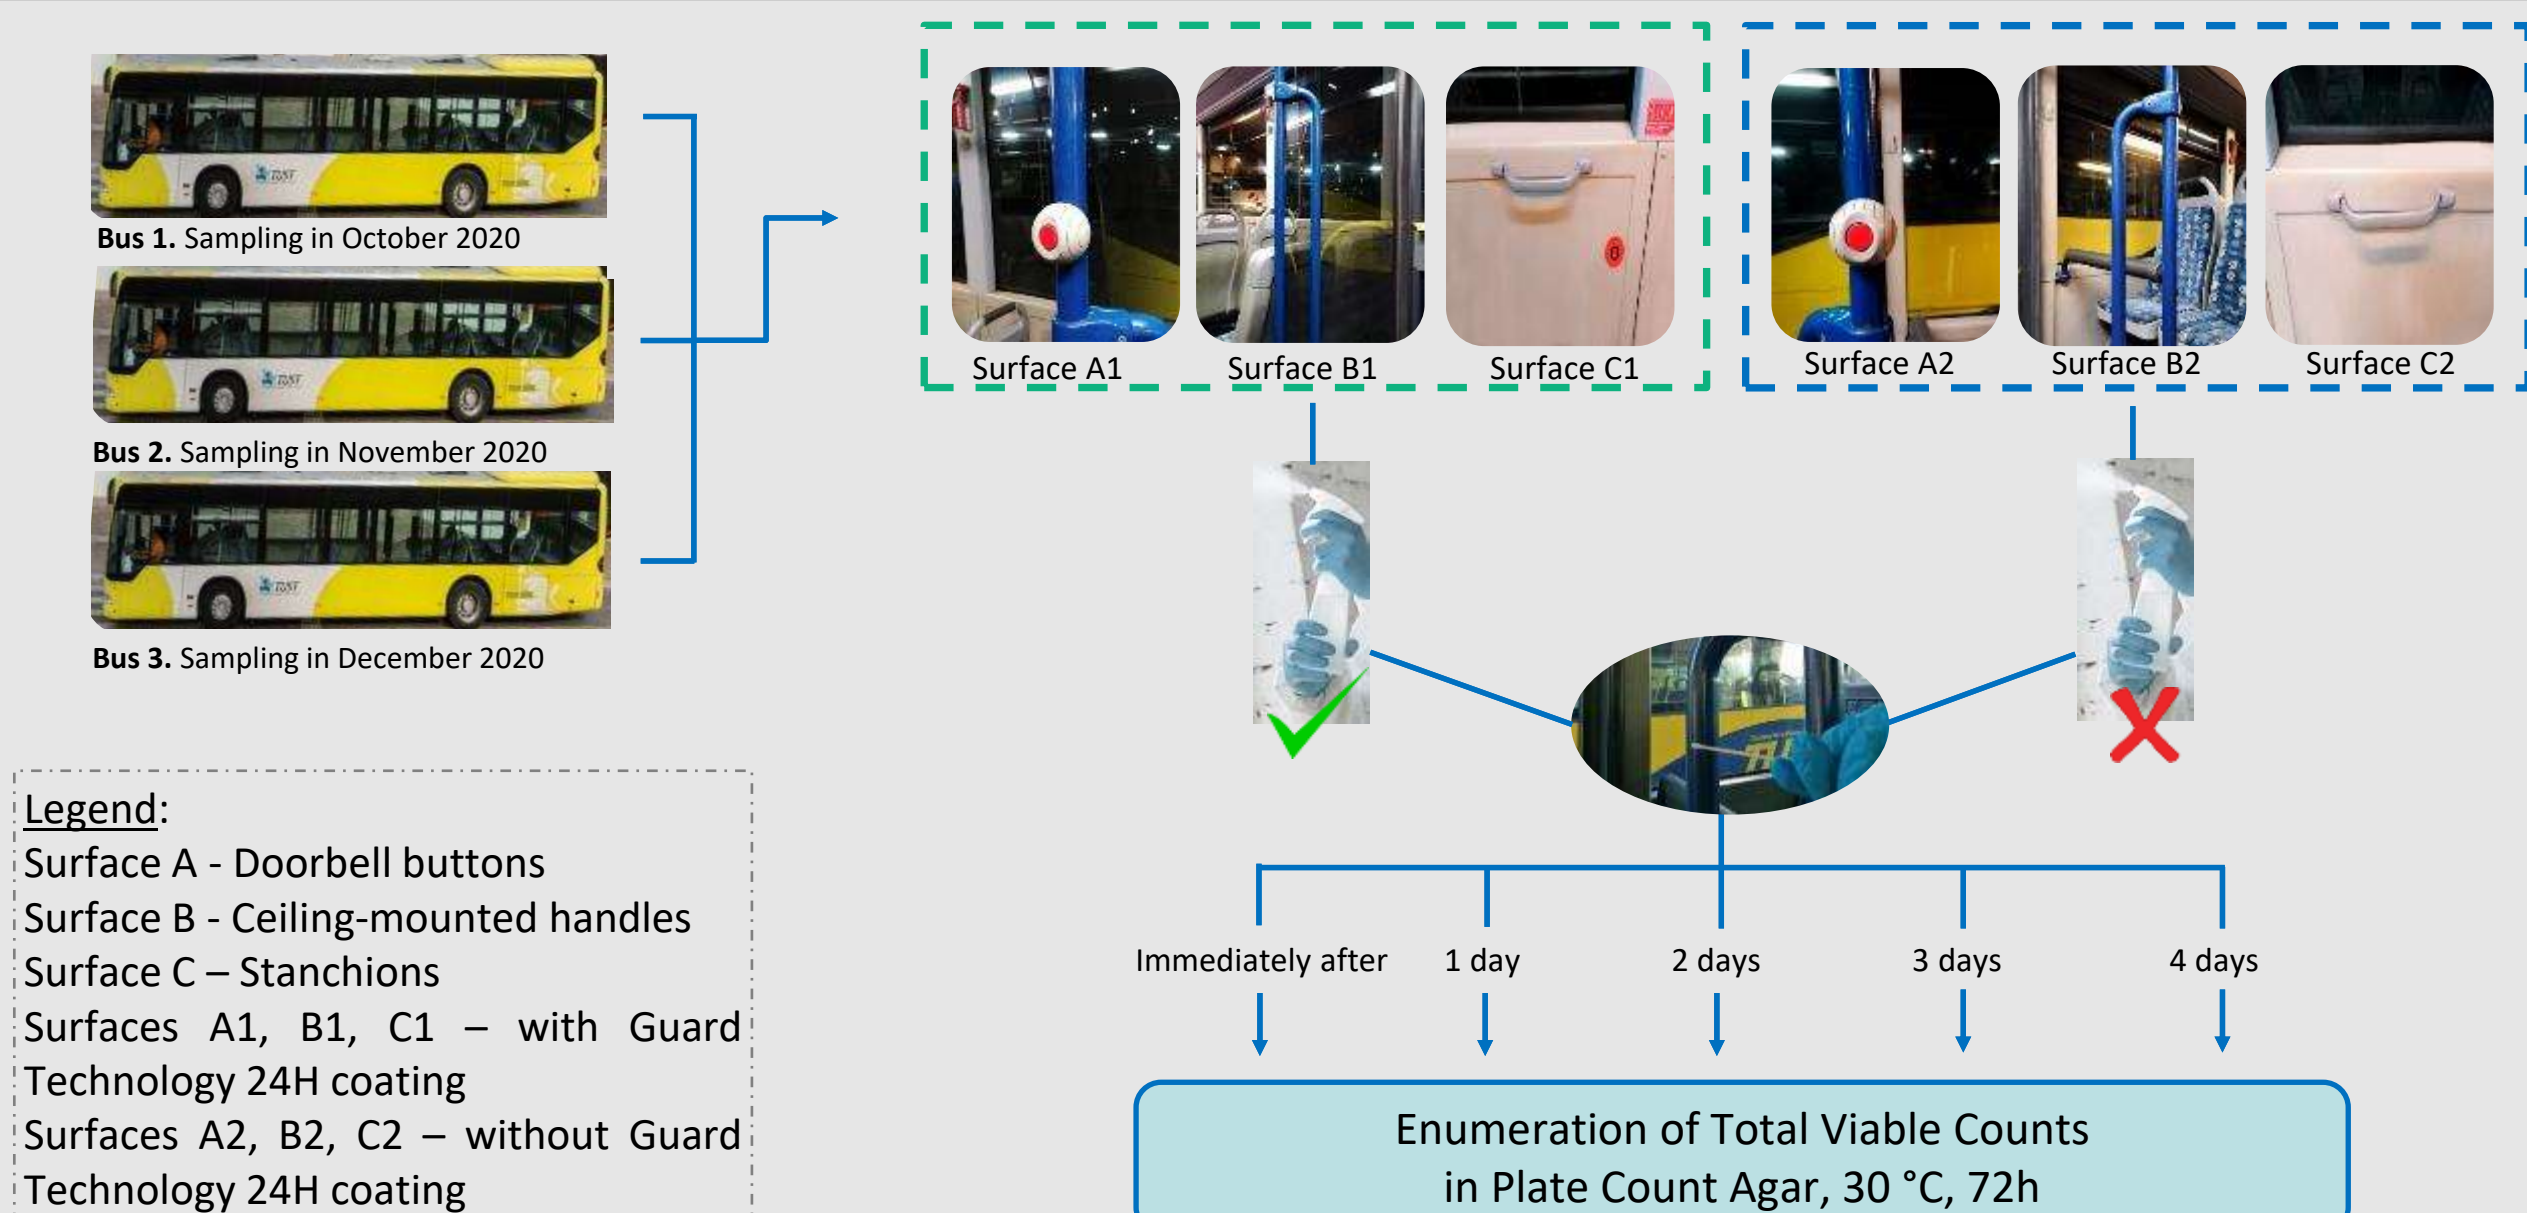 Bus 1. Sampling in October 2020
Bus 2. Sampling in November 2020
Bus 3. Sampling in December 2020
Surface A1
Surface B1
Surface C1
Surface A2
Surface B2
Surface C2
Legend:
Surface A - Doorbell buttons
Surface B - Ceiling-mounted handles
Surface C – Stanchions
Surfaces A1, B1, C1 – with Guard
Technology 24H coating
Surfaces A2, B2, C2 – without Guard
Technology 24H coating
Immediately after
1 day
2 days
3 days
4 days
Enumeration of Total Viable Counts
in Plate Count Agar, 30 °C, 72h